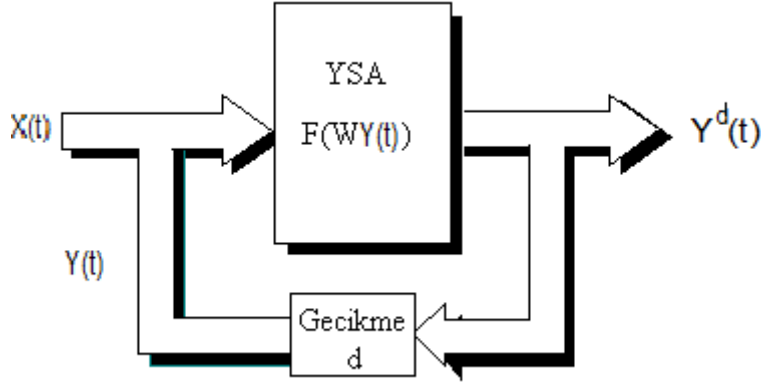 X(t)
YSA
F(WY(t))
Y^d(t)
Y(t)
Gecikme
d